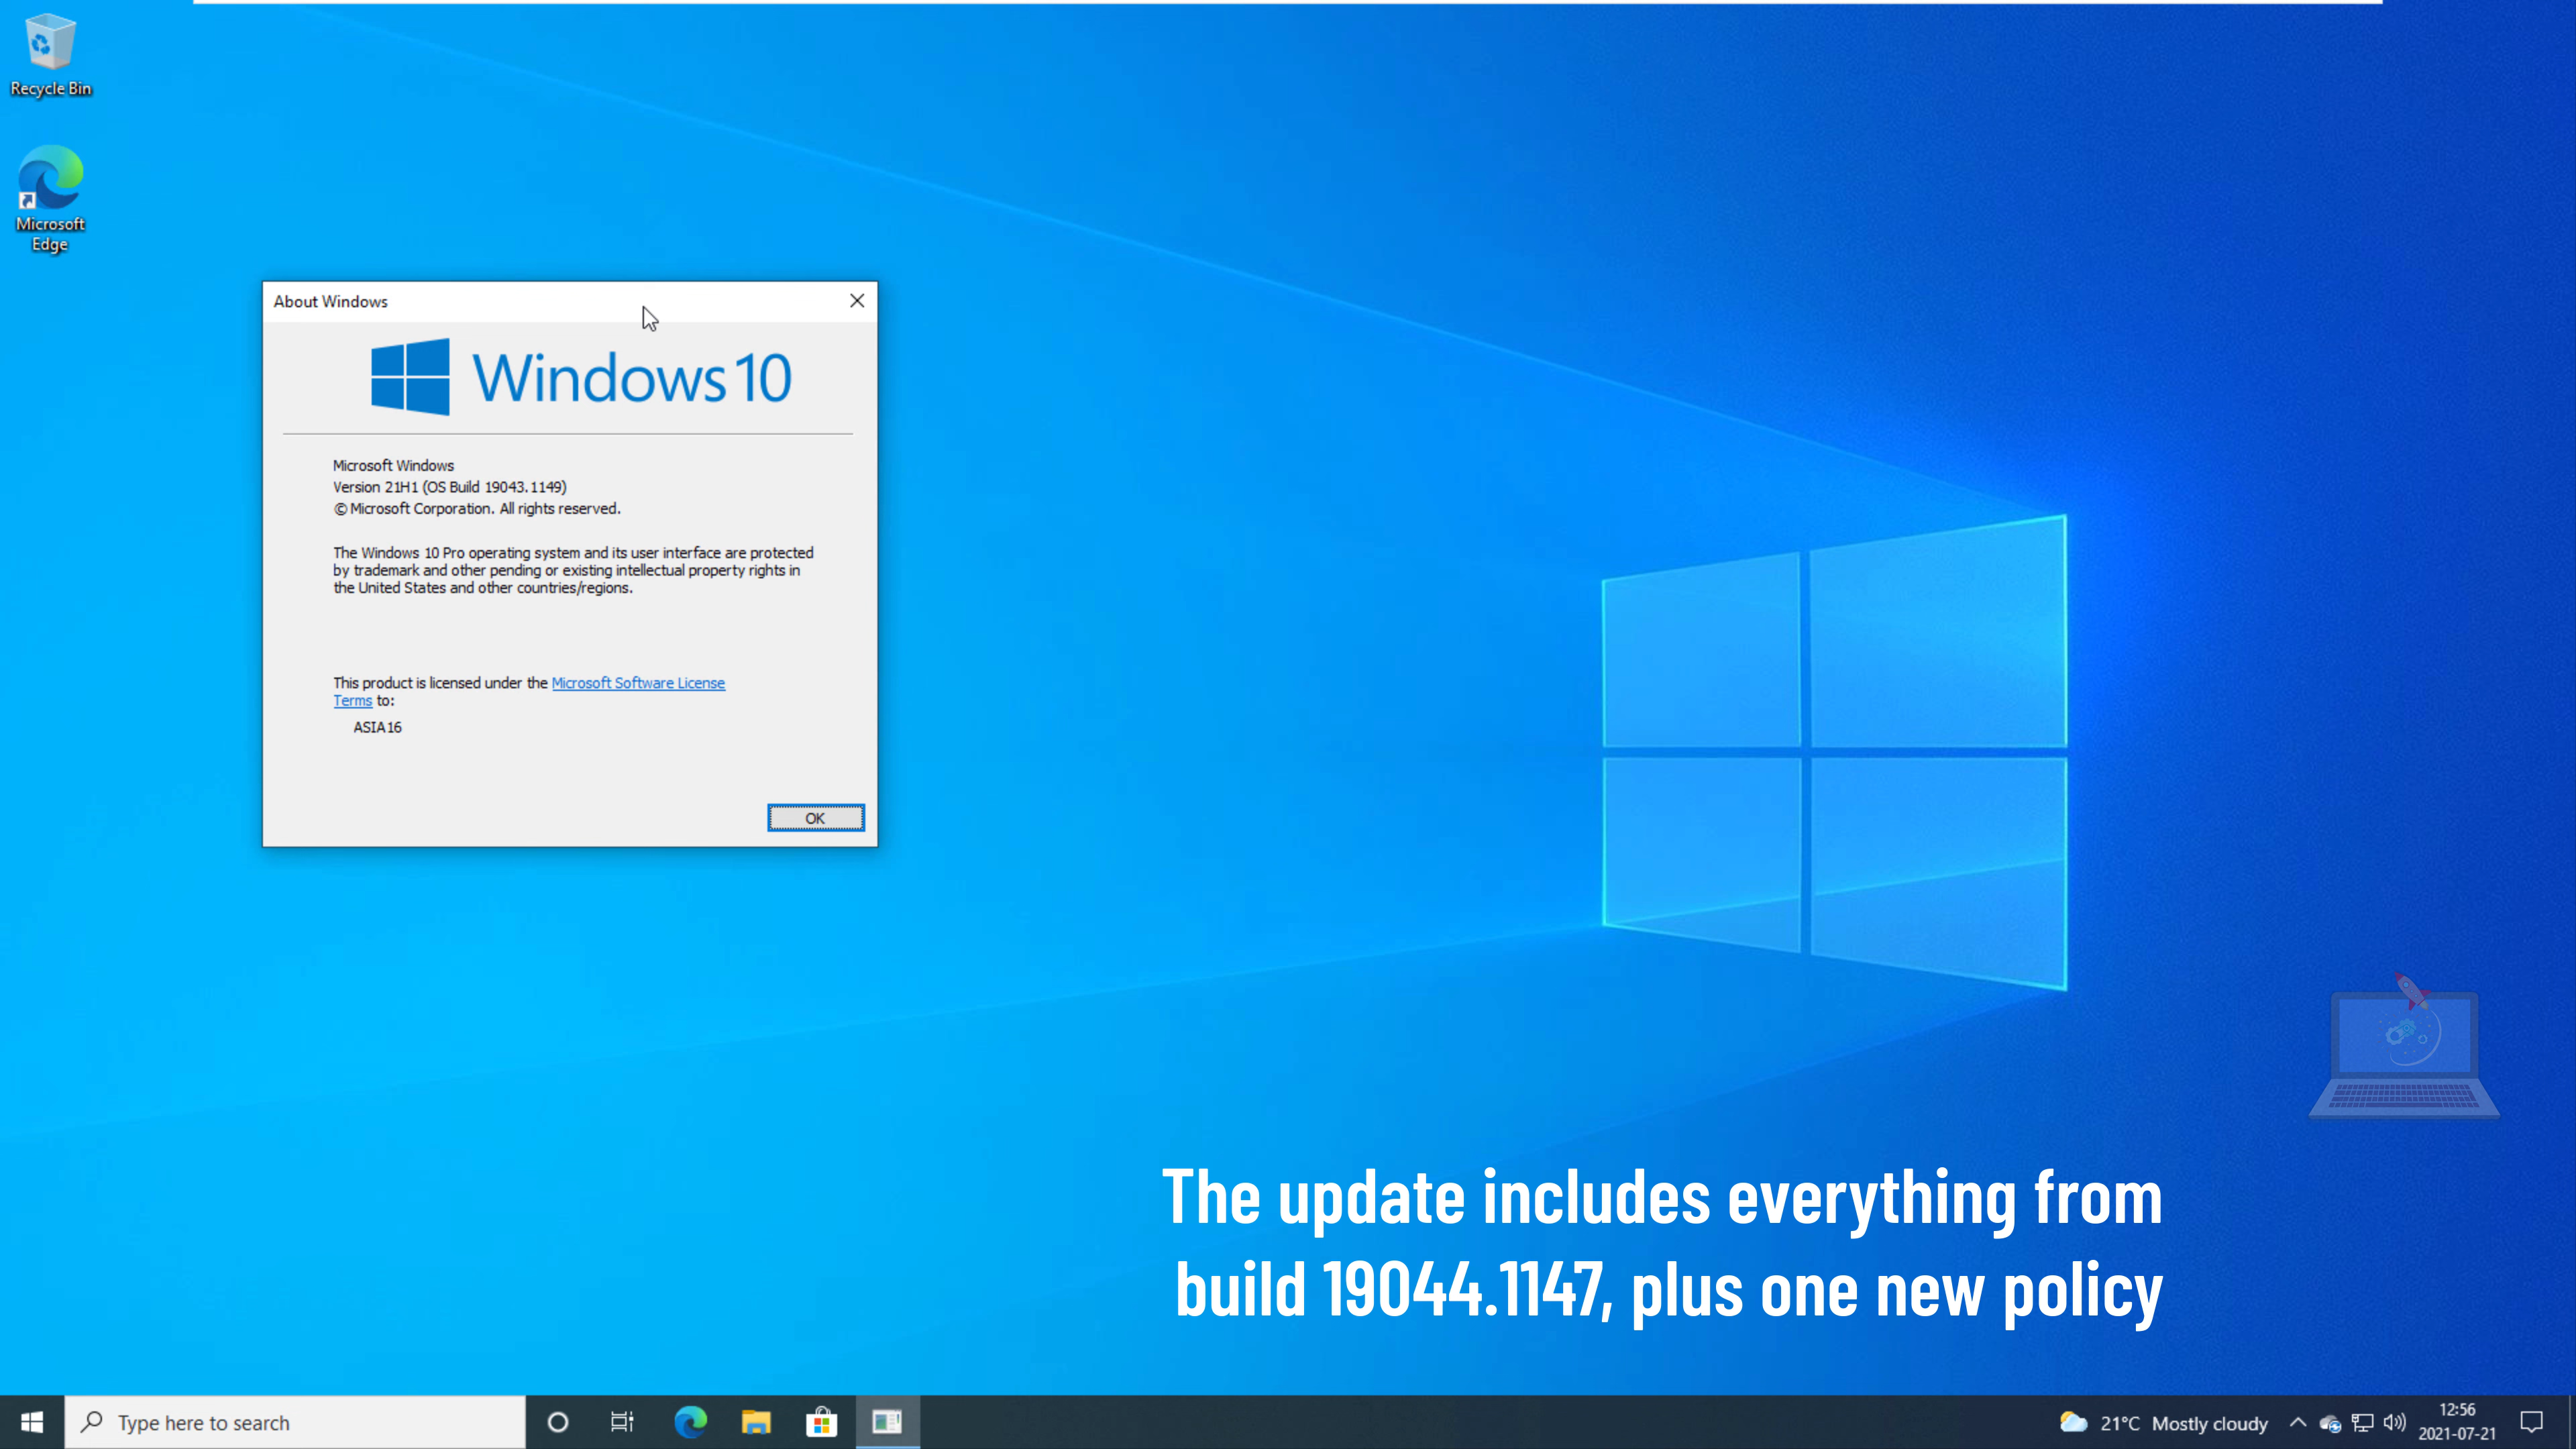 Recycle Bin
Microsoft
Edge
About Windows
Windows 10
Microsoft Windows
Version 21H1 (OS Build 19043.1149)
© Microsoft Corporation. All rights reserved.
The Windows 10 Pro operating system and its user interface are protected
by trademark and other pending or existing intellectual property rights in
the United States and other countries/regions.
This product is licensed under the Microsoft Software License
Terms to:
ASIA16
OK
The update includes everything from
build 19044.1147, plus one new policy
Type here to search
21°C Mostly cloudy
12:56
2021-07-21